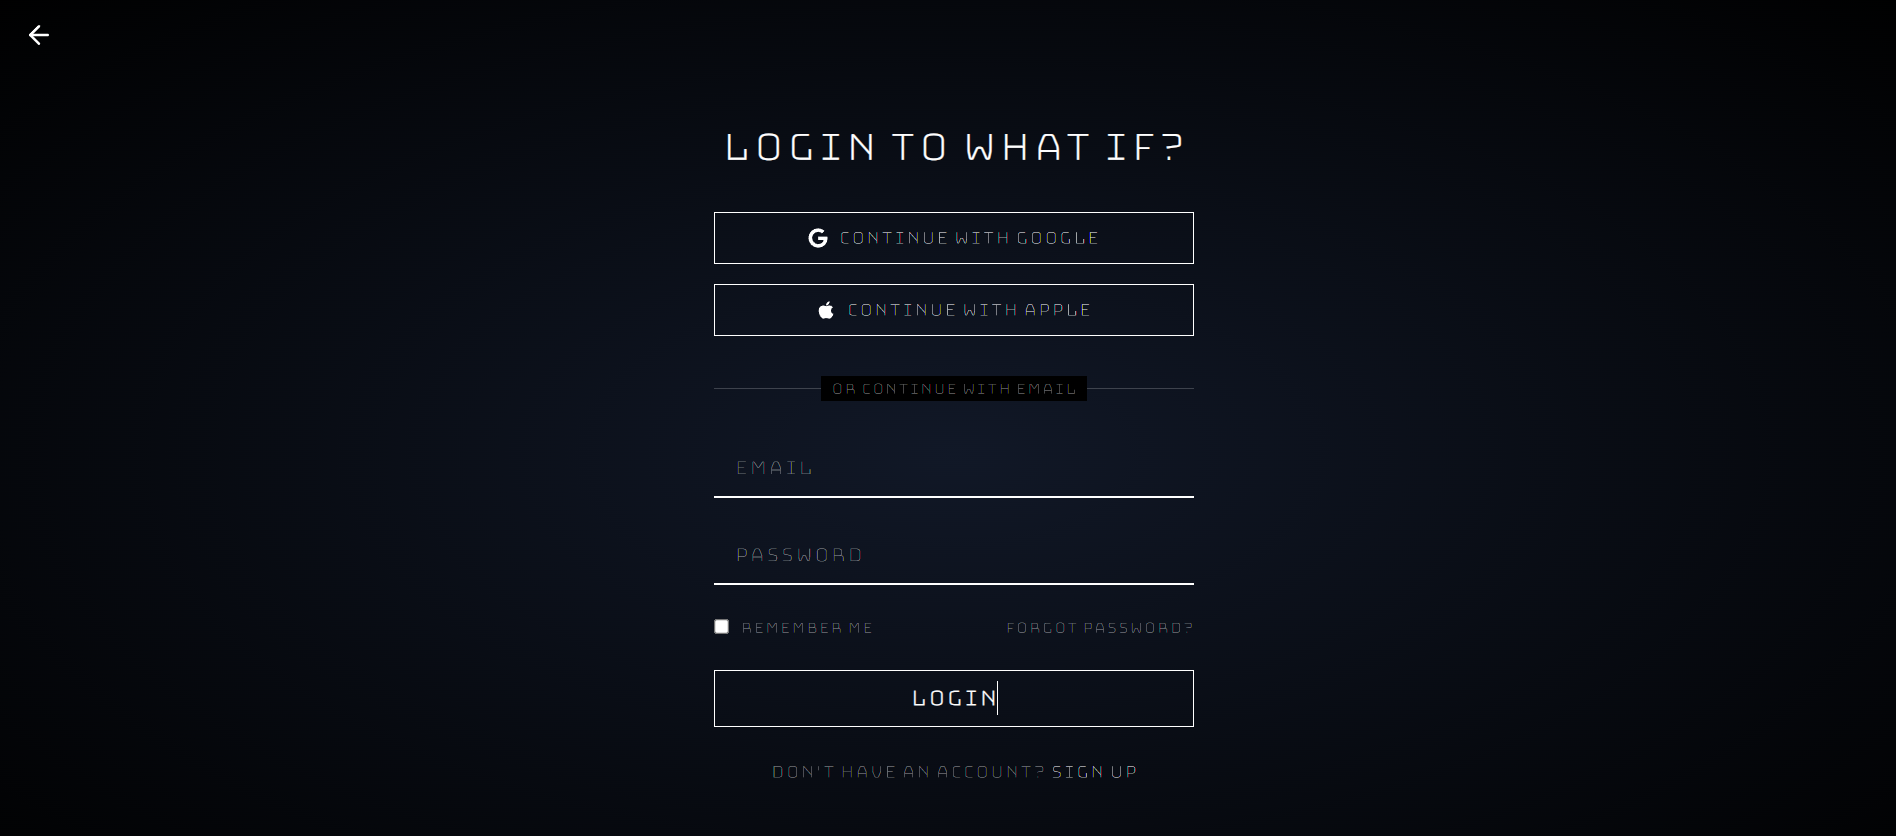 LOGIN TO WHAT IF?
CONTINUE WITH GOOGLE
CONTINUE WITH APPLE
OR CONTINUE WITH EMAIL
EMAIL
PASSWORD
REMEMBER ME FORGOT PASSWORD?
LOGIN
DON'T HAVE AN ACCOUNT? SIGN UP